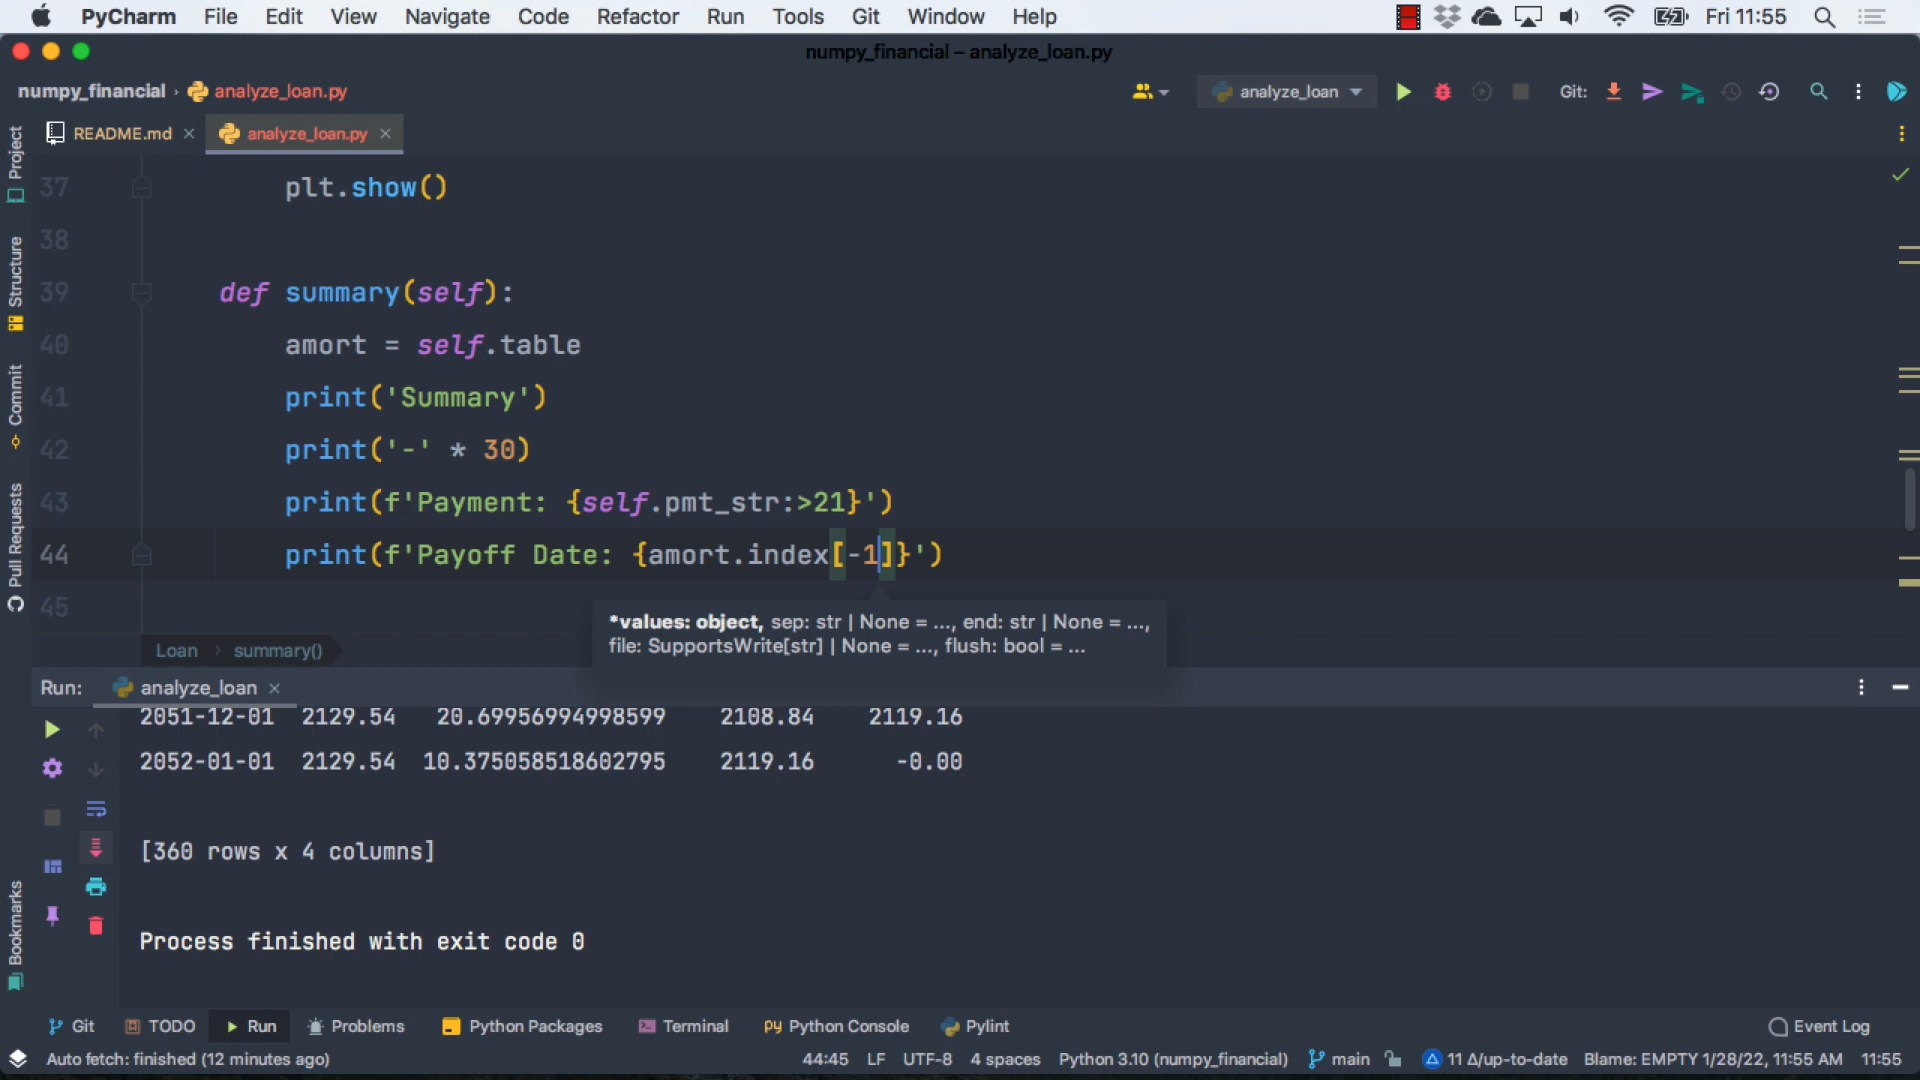 PyCharm File Edit View Navigate Code Refactor Run Tools Git Window Help Fri 11:55
numpy_financial – analyze_loan.py
numpy_financial › analyze_loan.py analyze_loan Git:
README.md × analyze_loan.py ×
Project
Structure
Commit
Pull Requests
Bookmarks
37 plt.show()
38
39 def summary(self):
40 amort = self.table
41 print('Summary')
42 print('-' * 30)
43 print(f'Payment: {self.pmt_str:>21}')
44 print(f'Payoff Date: {amort.index[-1]}')
45
*values: object, sep: str | None = ..., end: str | None = ...,
file: SupportsWrite[str] | None = ..., flush: bool = ...
Loan › summary()
Run: analyze_loan ×
2051-12-01 2129.54 20.69956994998599 2108.84 2119.16
2052-01-01 2129.54 10.375058518602795 2119.16 -0.00
[360 rows x 4 columns]
Process finished with exit code 0
Git TODO Run Problems Python Packages Terminal Python Console Pylint Event Log
Auto fetch: finished (12 minutes ago) 44:45 LF UTF-8 4 spaces Python 3.10 (numpy_financial) main 11 Δ/up-to-date Blame: EMPTY 1/28/22, 11:55 AM 11:55